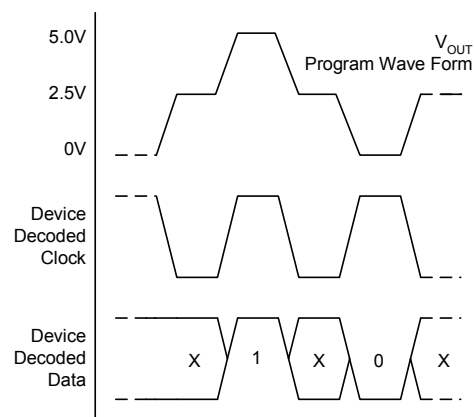 5.0V
V_OUT
Program Wave Form
2.5V
0V
Device
Decoded
Clock
Device
Decoded
Data
X 1 X 0 X